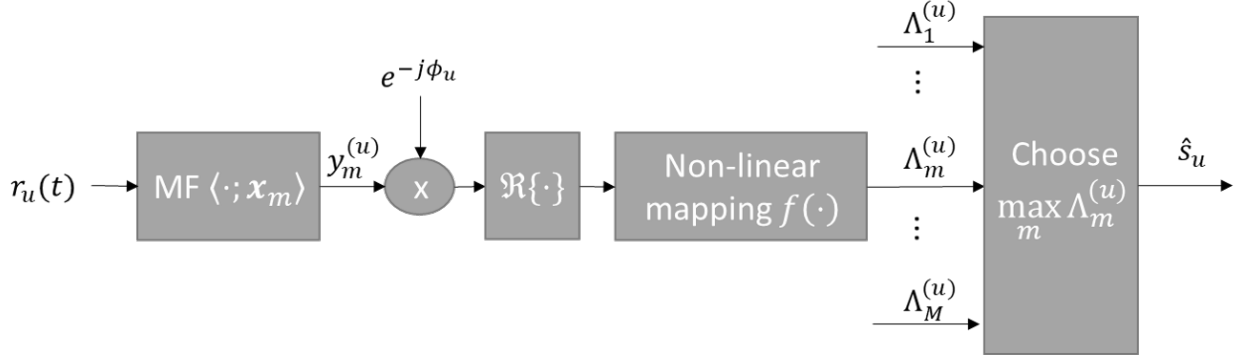 r_u(t)
MF ⟨·; x_m⟩
y_m^{(u)}
e^{-jϕ_u}
x
ℜ{·}
Non-linear
mapping f(·)
Λ_1^{(u)}
⋮
Λ_m^{(u)}
⋮
Λ_M^{(u)}
Choose
max_m Λ_m^{(u)}
ŝ_u